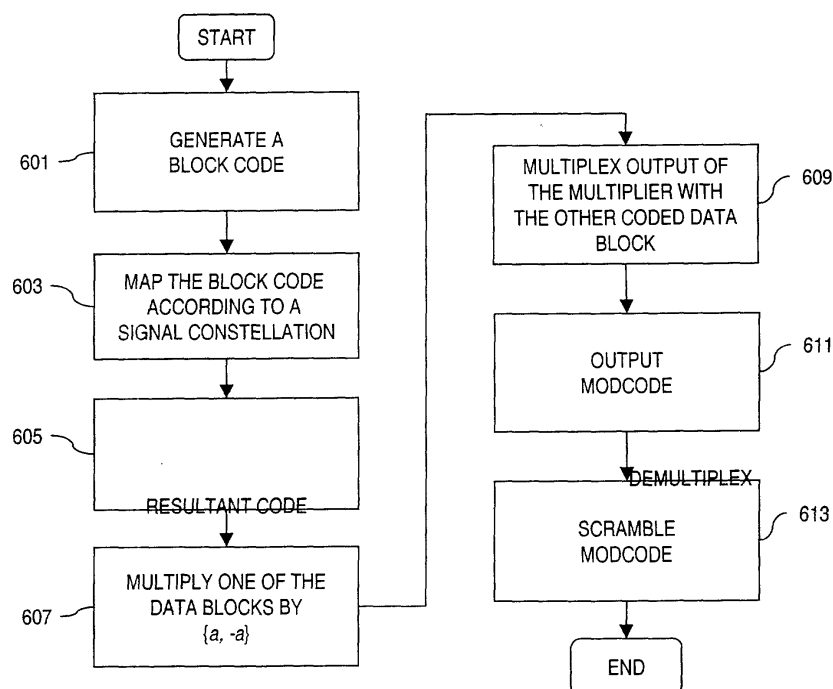 START
601
GENERATE A
BLOCK CODE
603
MAP THE BLOCK CODE
ACCORDING TO A
SIGNAL CONSTELLATION
605
RESULTANT CODE
607
MULTIPLY ONE OF THE
DATA BLOCKS BY
{a, -a}
MULTIPLEX OUTPUT OF
THE MULTIPLIER WITH
THE OTHER CODED DATA
BLOCK
609
OUTPUT
MODCODE
611
DEMULTIPLEX
SCRAMBLE
MODCODE
613
END